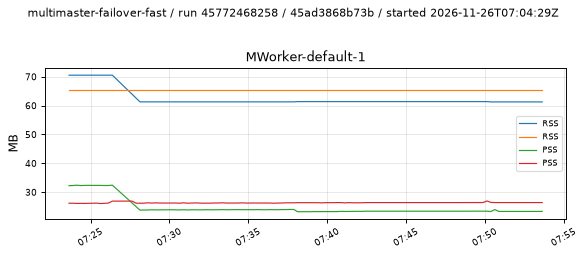 multimaster-failover-fast / run 45772468258 / 45ad3868b73b / started 2026-11-26T07:04:29Z
MWorker-default-1
MB
70
60
50
40
30
RSS
RSS
PSS
PSS
07:25
07:30
07:35
07:40
07:45
07:50
07:55